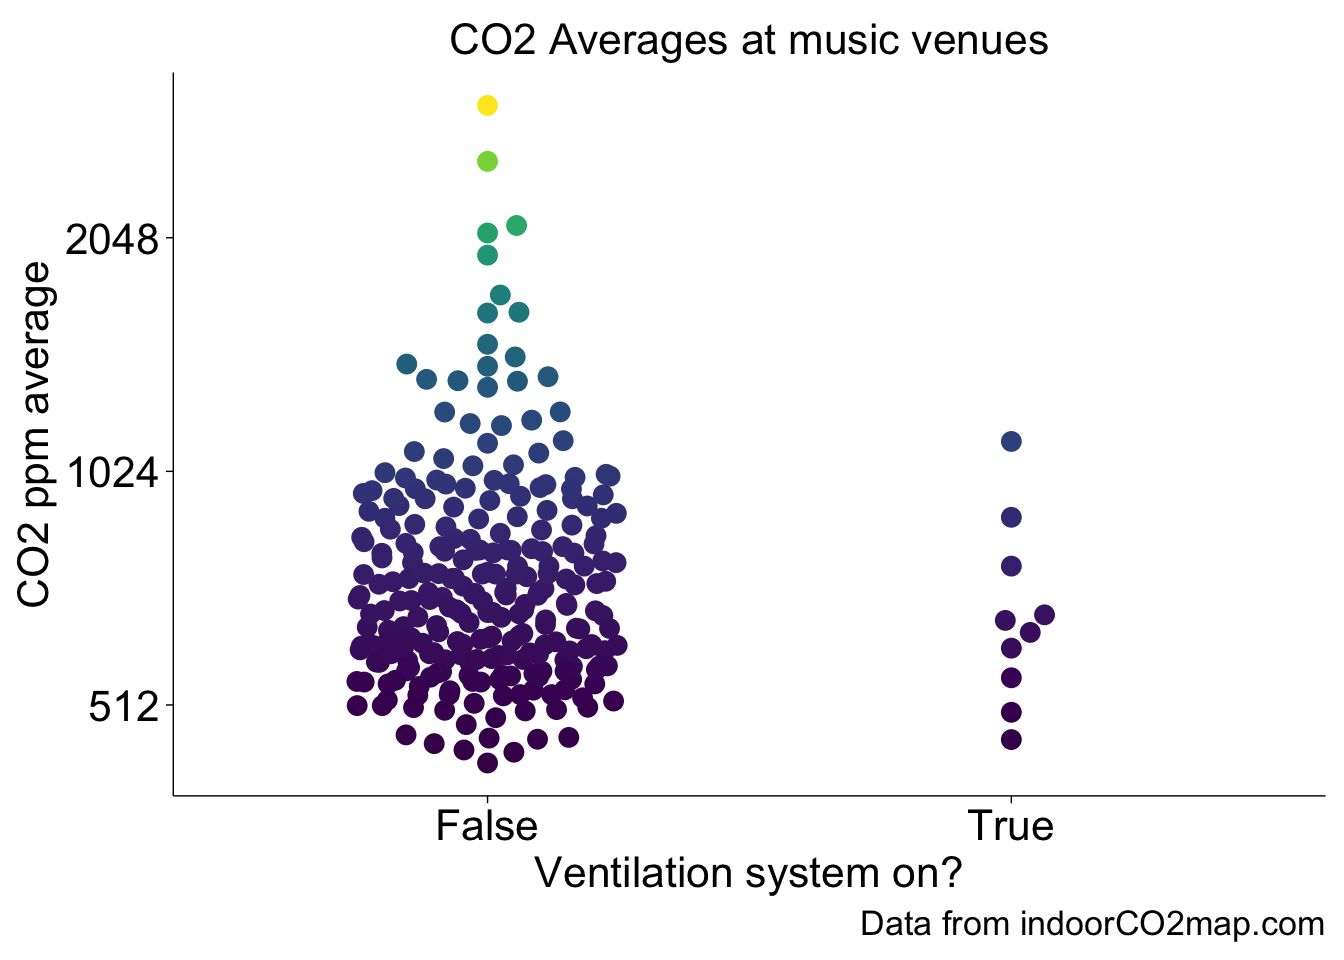 CO2 Averages at music venues
CO2 ppm average
2048
1024
512
False
True
Ventilation system on?
Data from indoorCO2map.com